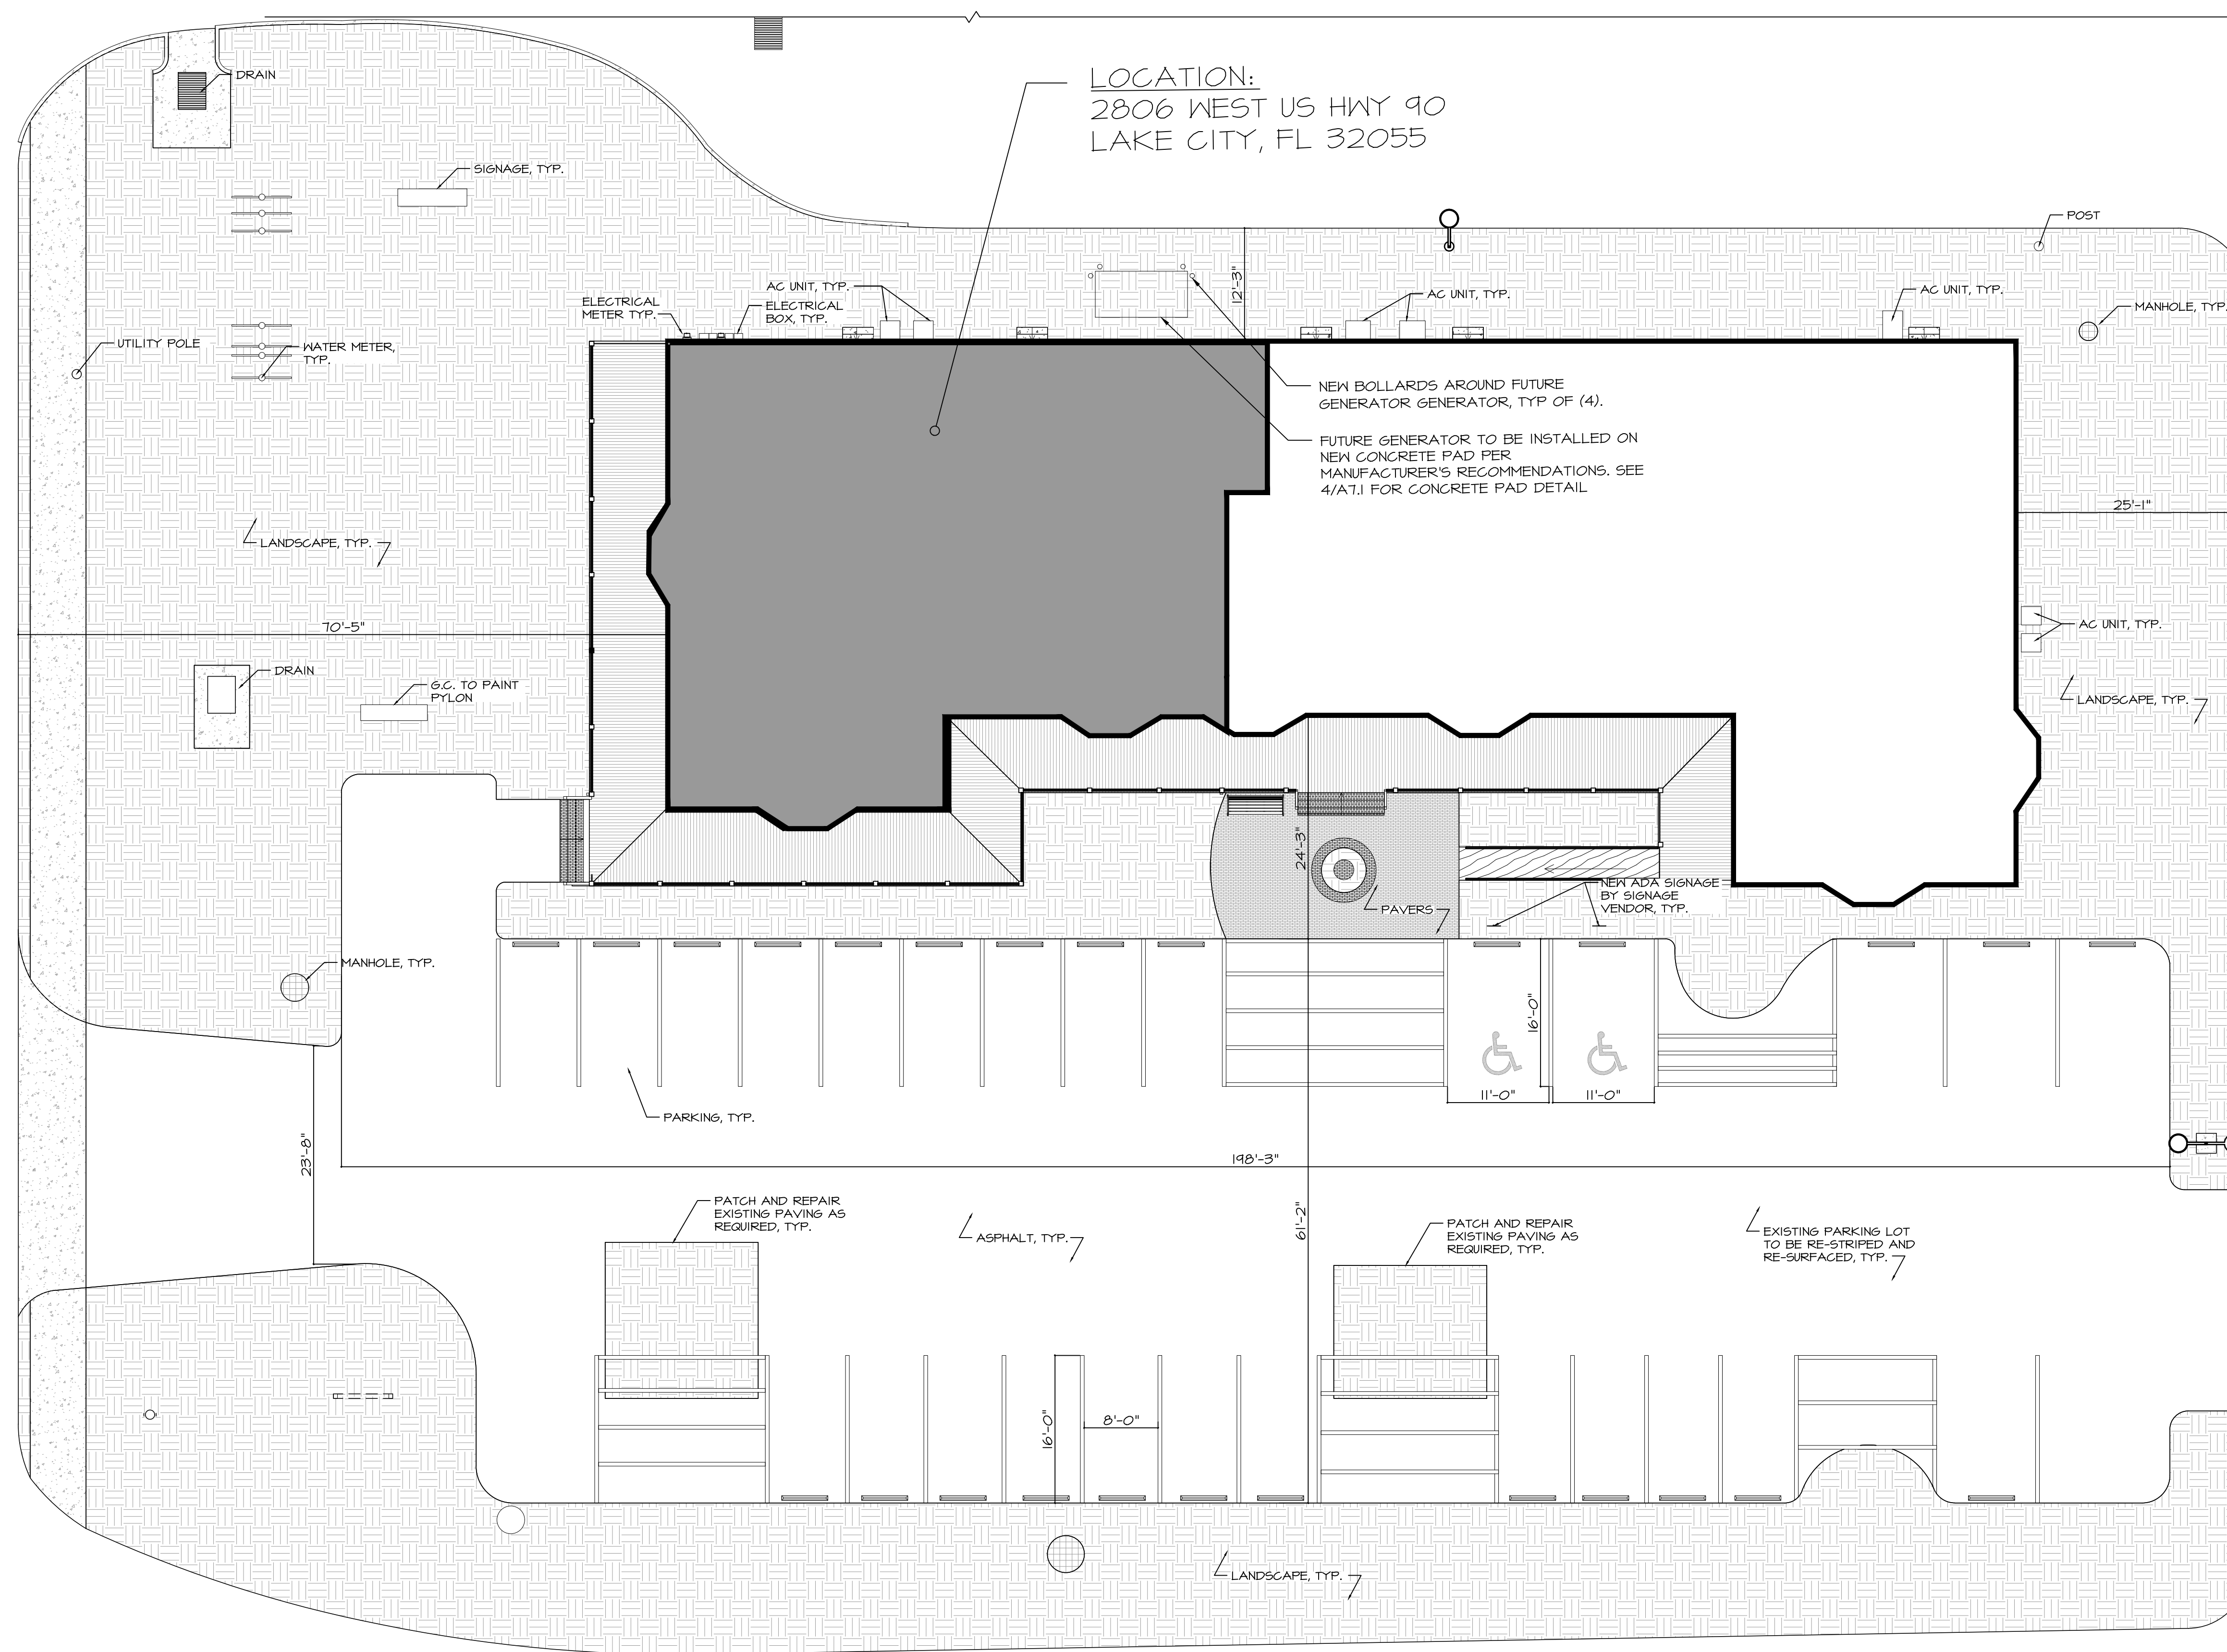 LOCATION:
2806 WEST US HWY 90
LAKE CITY, FL 32055
DRAIN
SIGNAGE, TYP.
POST
12'-3"
AC UNIT, TYP.
ELECTRICAL
METER TYP.
ELECTRICAL
BOX, TYP.
AC UNIT, TYP.
AC UNIT, TYP.
MANHOLE, TYP.
UTILITY POLE
WATER METER,
TYP.
NEW BOLLARDS AROUND FUTURE
GENERATOR GENERATOR, TYP OF (4).
FUTURE GENERATOR TO BE INSTALLED ON
NEW CONCRETE PAD PER
MANUFACTURER'S RECOMMENDATIONS. SEE
4/A7.1 FOR CONCRETE PAD DETAIL
25'-1"
LANDSCAPE, TYP.
70'-5"
AC UNIT, TYP.
DRAIN
G.C. TO PAINT
PYLON
LANDSCAPE, TYP.
24'-3"
NEW ADA SIGNAGE
BY SIGNAGE
VENDOR, TYP.
PAVERS
MANHOLE, TYP.
16'-0"
11'-0"
11'-0"
PARKING, TYP.
23'-8"
198'-3"
PATCH AND REPAIR
EXISTING PAVING AS
REQUIRED, TYP.
61'-2"
ASPHALT, TYP.
PATCH AND REPAIR
EXISTING PAVING AS
REQUIRED, TYP.
EXISTING PARKING LOT
TO BE RE-STRIPED AND
RE-SURFACED, TYP.
16'-0"
8'-0"
LANDSCAPE, TYP.